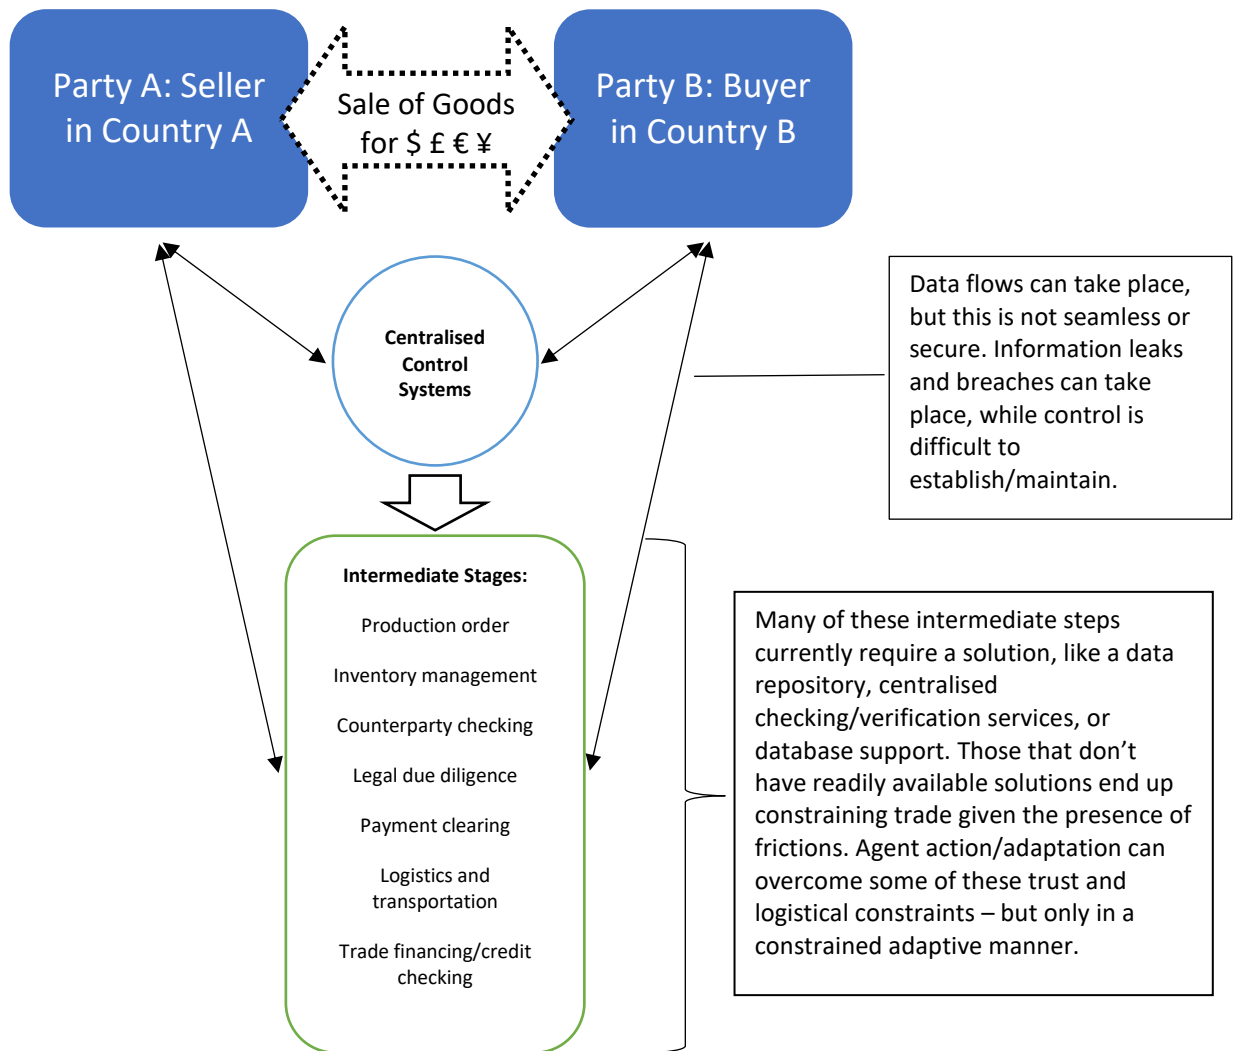 Party A: Seller
in Country A
Sale of Goods
for $ £ € ¥
Party B: Buyer
in Country B
Centralised
Control
Systems
Data flows can take place,
but this is not seamless or
secure. Information leaks
and breaches can take
place, while control is
difficult to
establish/maintain.
Intermediate Stages:
Production order
Inventory management
Counterparty checking
Legal due diligence
Payment clearing
Logistics and
transportation
Trade financing/credit
checking
Many of these intermediate steps
currently require a solution, like a data
repository, centralised
checking/verification services, or
database support. Those that don’t
have readily available solutions end up
constraining trade given the presence of
frictions. Agent action/adaptation can
overcome some of these trust and
logistical constraints – but only in a
constrained adaptive manner.